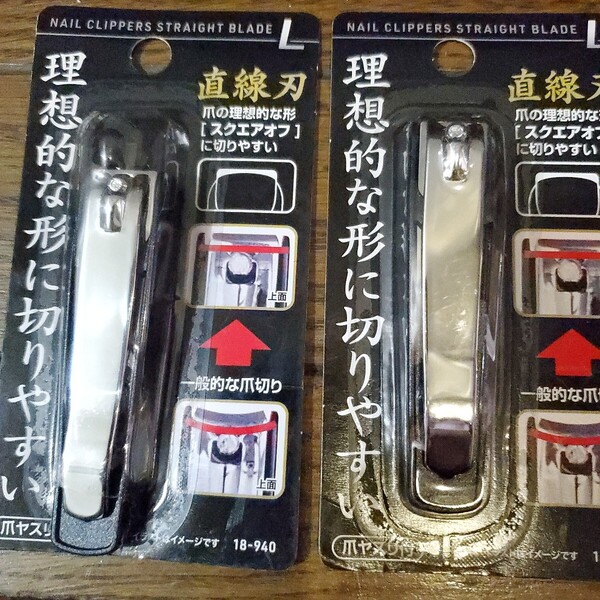 NAIL CLIPPERS STRAIGHT BLADE L
理想的な形に切りやすい
直線刃
爪の理想的な形
[スクエアオフ]
に切りやすい
上面
一般的な爪切り
上面
爪ヤスリ
はイメージです
18-940
NAIL CLIPPERS STRAIGHT BLADE L
理想的な形に切りやすい
直線刃
爪の理想的な
[スクエアオフ
に切りやすい
一般的な爪切
爪ヤスリ付
はイメージです